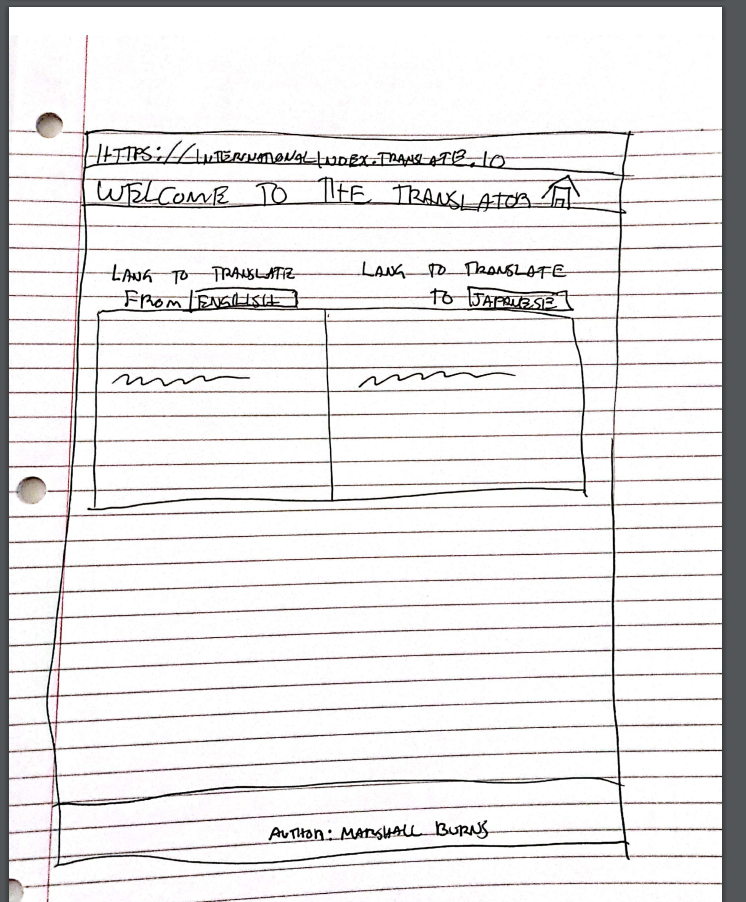 HTTPS://INTERNATIONALINDEX.TRANSLATE.IO
WELCOME TO THE TRANSLATOR
LANG TO TRANSLATE
FROM ENGLISH
LANG TO TRANSLATE
TO JAPANESE
AUTHOR: MARSHALL BURNS